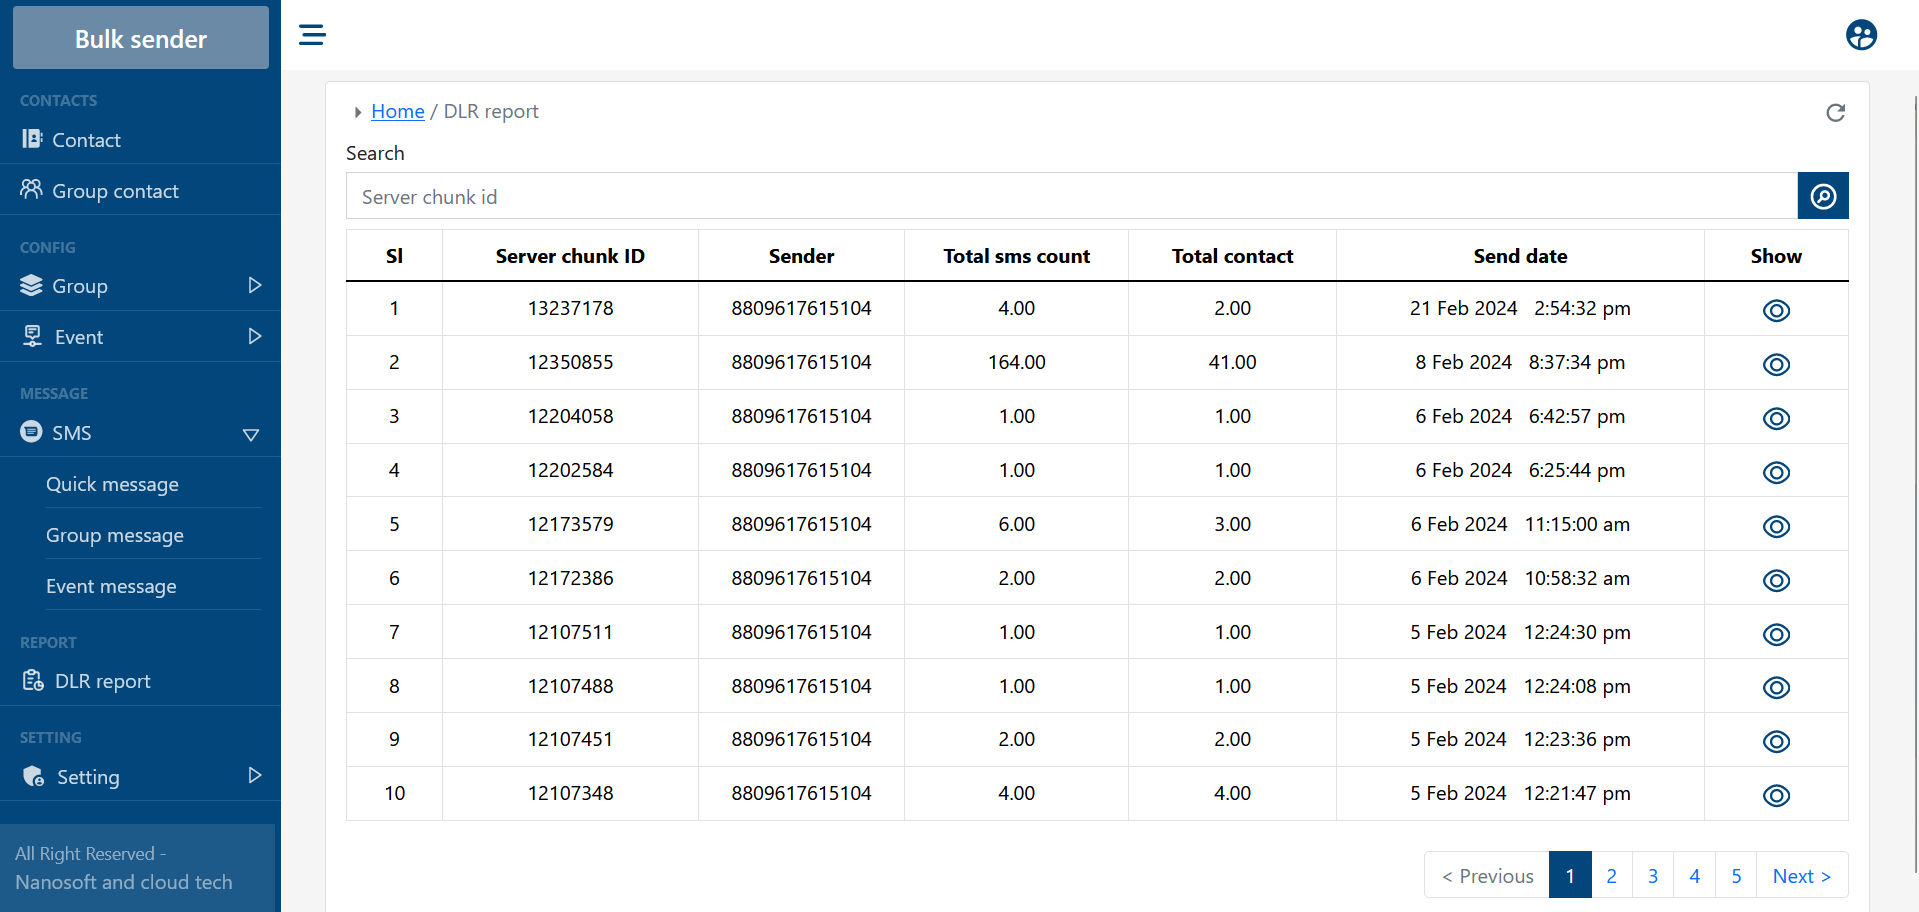 Bulk sender
CONTACTS
Contact
Group contact
CONFIG
Group
Event
MESSAGE
SMS
Quick message
Group message
Event message
REPORT
DLR report
SETTING
Setting
All Right Reserved -
Nanosoft and cloud tech
Home / DLR report
Search
Server chunk id
Sl Server chunk ID Sender Total sms count Total contact Send date Show
1 13237178 8809617615104 4.00 2.00 21 Feb 2024 2:54:32 pm
2 12350855 8809617615104 164.00 41.00 8 Feb 2024 8:37:34 pm
3 12204058 8809617615104 1.00 1.00 6 Feb 2024 6:42:57 pm
4 12202584 8809617615104 1.00 1.00 6 Feb 2024 6:25:44 pm
5 12173579 8809617615104 6.00 3.00 6 Feb 2024 11:15:00 am
6 12172386 8809617615104 2.00 2.00 6 Feb 2024 10:58:32 am
7 12107511 8809617615104 1.00 1.00 5 Feb 2024 12:24:30 pm
8 12107488 8809617615104 1.00 1.00 5 Feb 2024 12:24:08 pm
9 12107451 8809617615104 2.00 2.00 5 Feb 2024 12:23:36 pm
10 12107348 8809617615104 4.00 4.00 5 Feb 2024 12:21:47 pm
< Previous 1 2 3 4 5 Next >